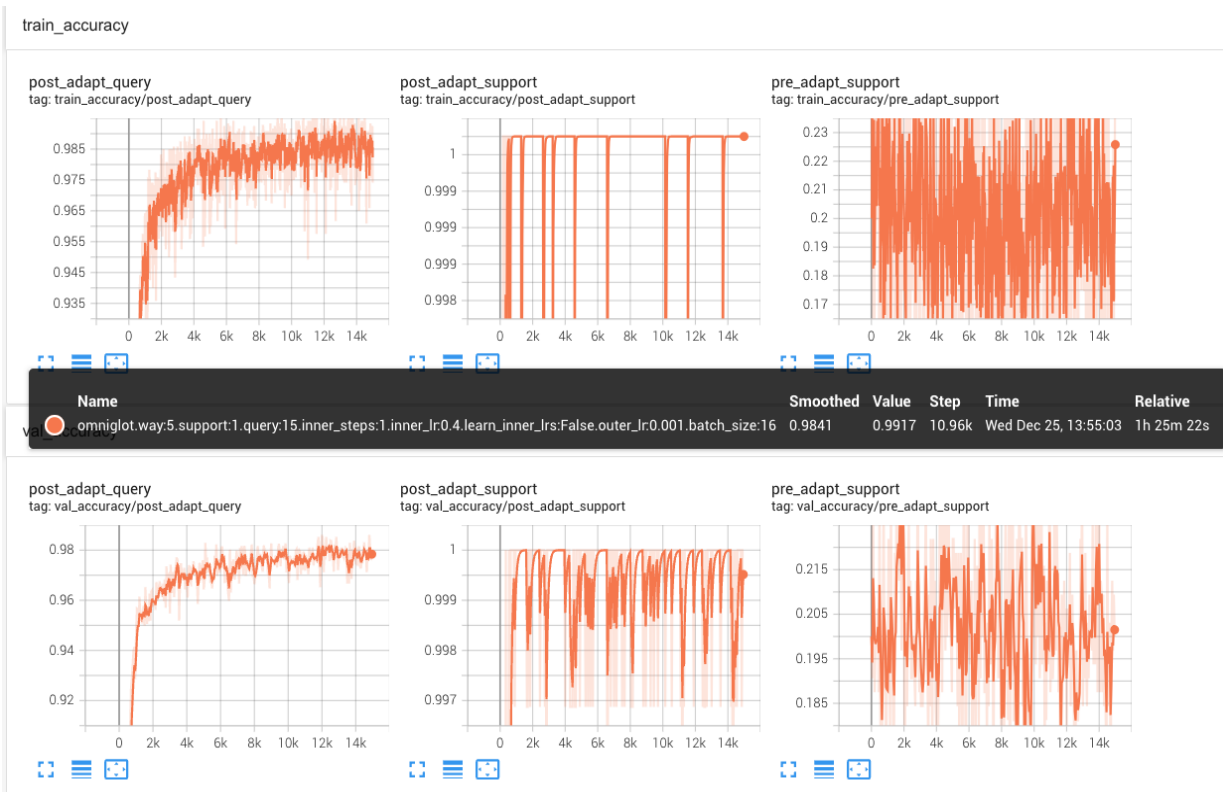 train_accuracy
post_adapt_query post_adapt_support pre_adapt_support
tag: train_accuracy/post_adapt_query tag: train_accuracy/post_adapt_support tag: train_accuracy/pre_adapt_support
0.985
0.975
0.965
0.955
0.945
0.935
0 2k 4k 6k 8k 10k 12k 14k
1
0.999
0.999
0.999
0.998
0 2k 4k 6k 8k 10k 12k 14k
0.23
0.22
0.21
0.2
0.19
0.18
0.17
0 2k 4k 6k 8k 10k 12k 14k
Name Smoothed Value Step Time Relative
omniglot.way:5.support:1.query:15.inner_steps:1.inner_lr:0.4.learn_inner_lrs:False.outer_lr:0.001.batch_size:16 0.9841 0.9917 10.96k Wed Dec 25, 13:55:03 1h 25m 22s
val_accuracy
post_adapt_query post_adapt_support pre_adapt_support
tag: val_accuracy/post_adapt_query tag: val_accuracy/post_adapt_support tag: val_accuracy/pre_adapt_support
0.98
0.96
0.94
0.92
0 2k 4k 6k 8k 10k 12k 14k
1
0.999
0.998
0.997
0 2k 4k 6k 8k 10k 12k 14k
0.215
0.205
0.195
0.185
0 2k 4k 6k 8k 10k 12k 14k